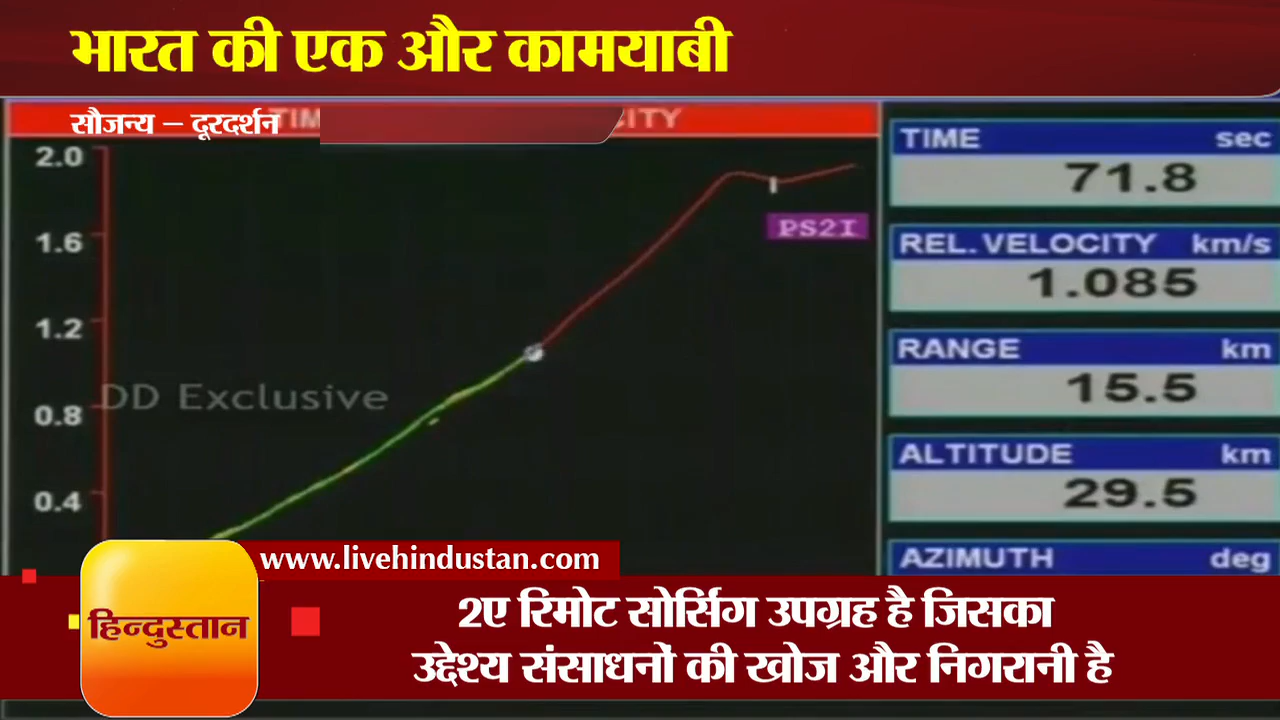 भारत की एक और कामयाबी
सौजन्य – दूरदर्शन
2.0
1.6
1.2
0.8
0.4
PS2I
DD Exclusive
TIME sec
71.8
REL. VELOCITY km/s
1.085
RANGE km
15.5
ALTITUDE km
29.5
AZIMUTH deg
www.livehindustan.com
हिन्दुस्तान
2ए रिमोट सोर्सिग उपग्रह है जिसका
उद्देश्य संसाधनों की खोज और निगरानी है